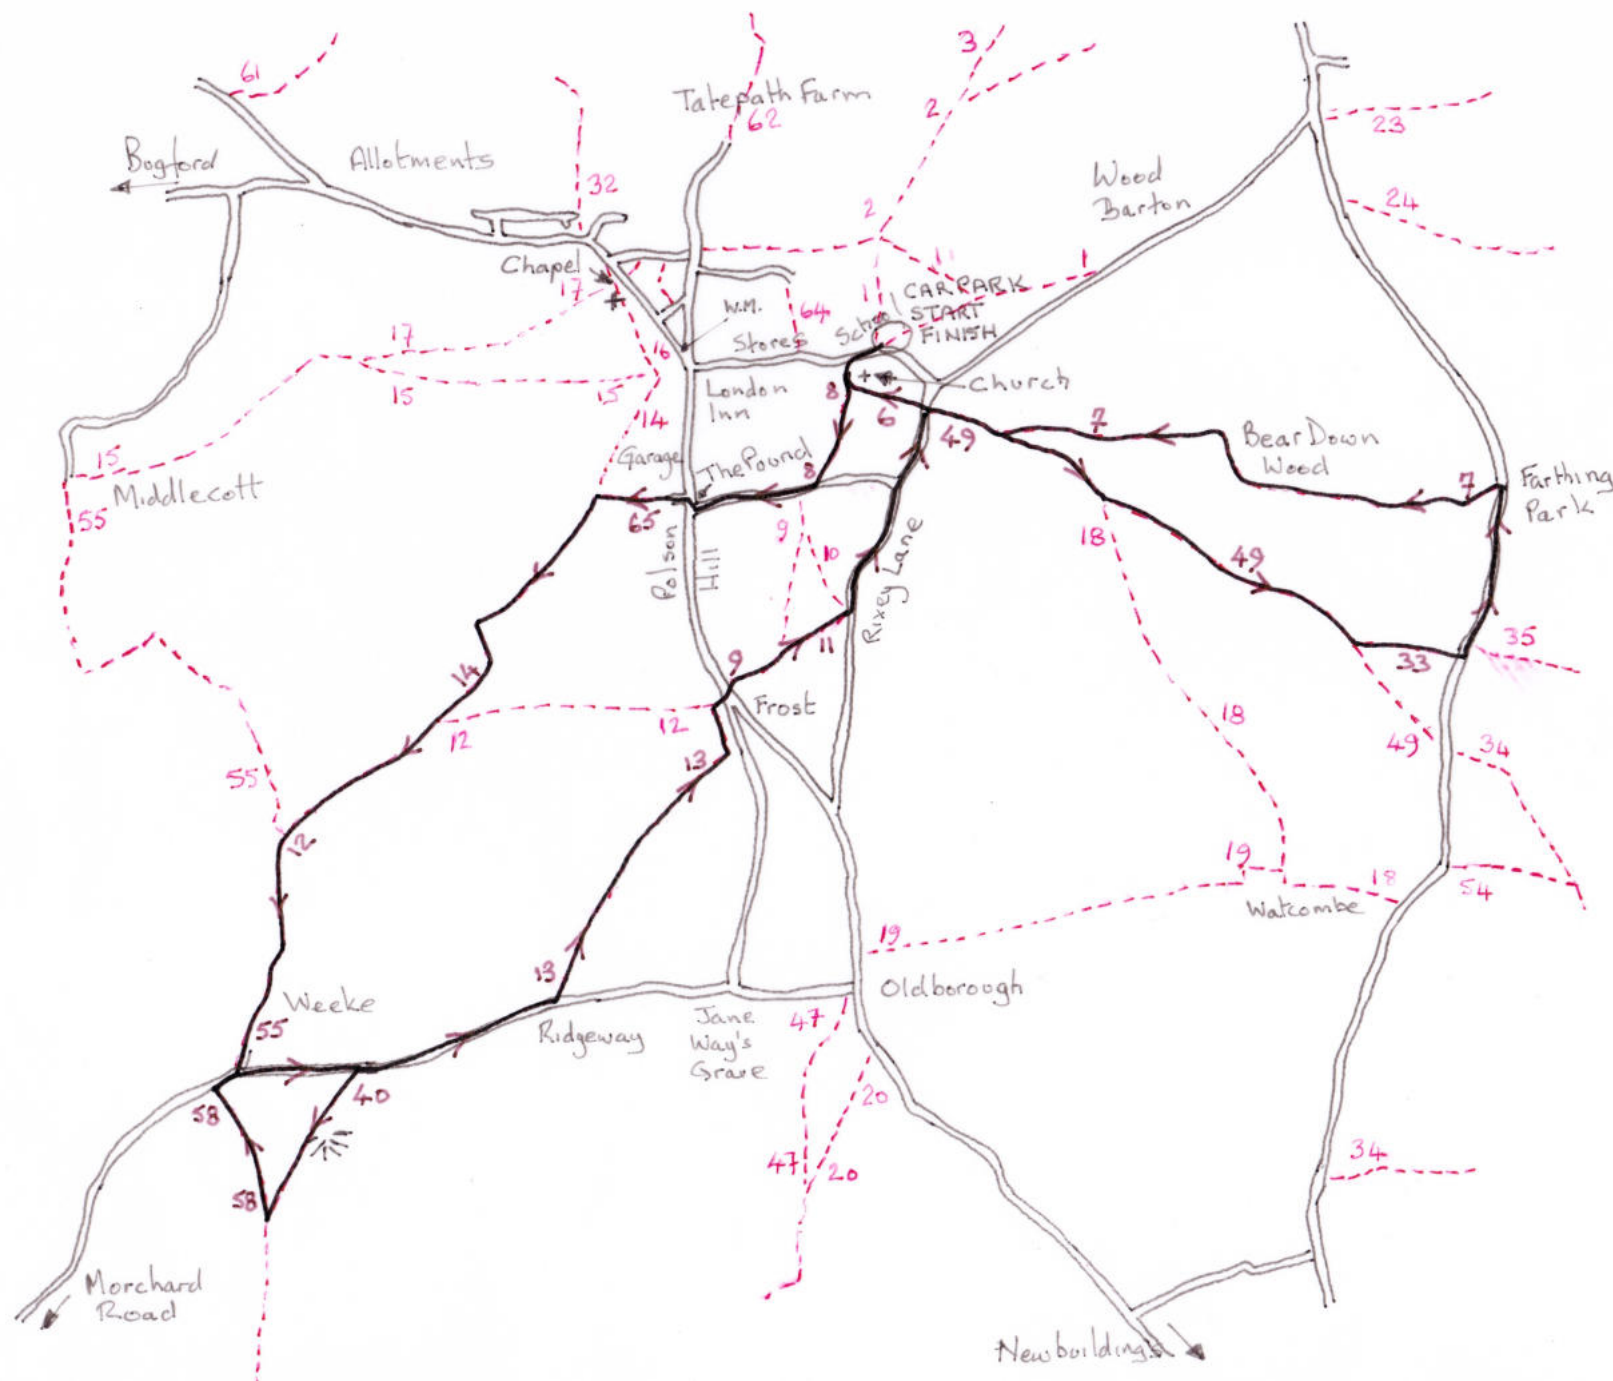 61
3
Tatepath Farm
2
62
23
Bogford
Allotments
32
Wood
Barton
2
24
Chapel
17
1
1
1
CAR PARK
START
FINISH
W.M.
64
School
17
16
Stores
15
15
London
Inn
8
6
Church
14
49
7
Bear Down
Wood
Garage
The Pound
8
15
Middlecott
7
Farthing
Park
55
65
9
10
18
Polson
Hill
Rixey Lane
49
11
35
33
14
9
Frost
12
12
18
49
34
13
55
12
19
18
54
Watcombe
19
13
Weeke
Oldborough
55
Ridgeway
Jane
Way's
Grave
47
58
40
20
47
20
34
58
Morchard
Road
Newbuildings